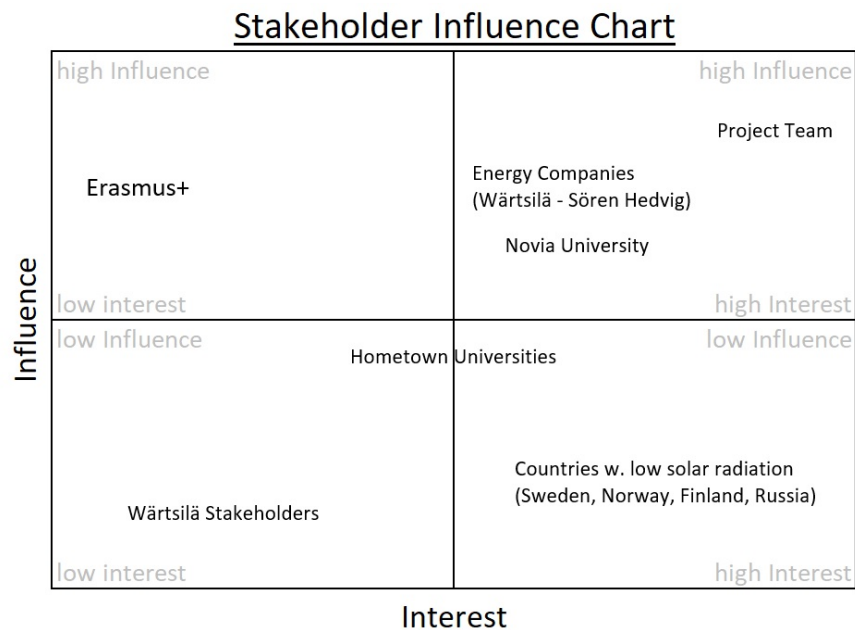 Stakeholder Influence Chart
high Influence
high Influence
Project Team
Energy Companies
(Wärtsilä - Sören Hedvig)
Erasmus+
Novia University
low interest
high Interest
Influence
low Influence
low Influence
Hometown Universities
Countries w. low solar radiation
(Sweden, Norway, Finland, Russia)
Wärtsilä Stakeholders
low interest
high Interest
Interest